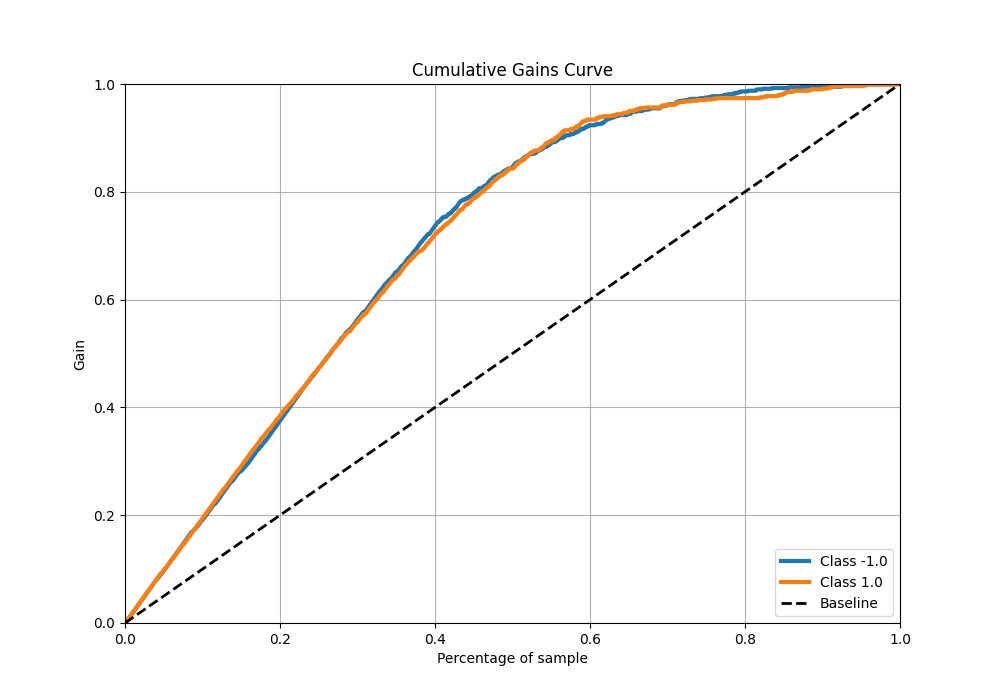 Cumulative Gains Curve
1.0
0.8
0.6
0.4
0.2
0.0
Gain
0.0 0.2 0.4 0.6 0.8 1.0
Percentage of sample
Class -1.0
Class 1.0
Baseline